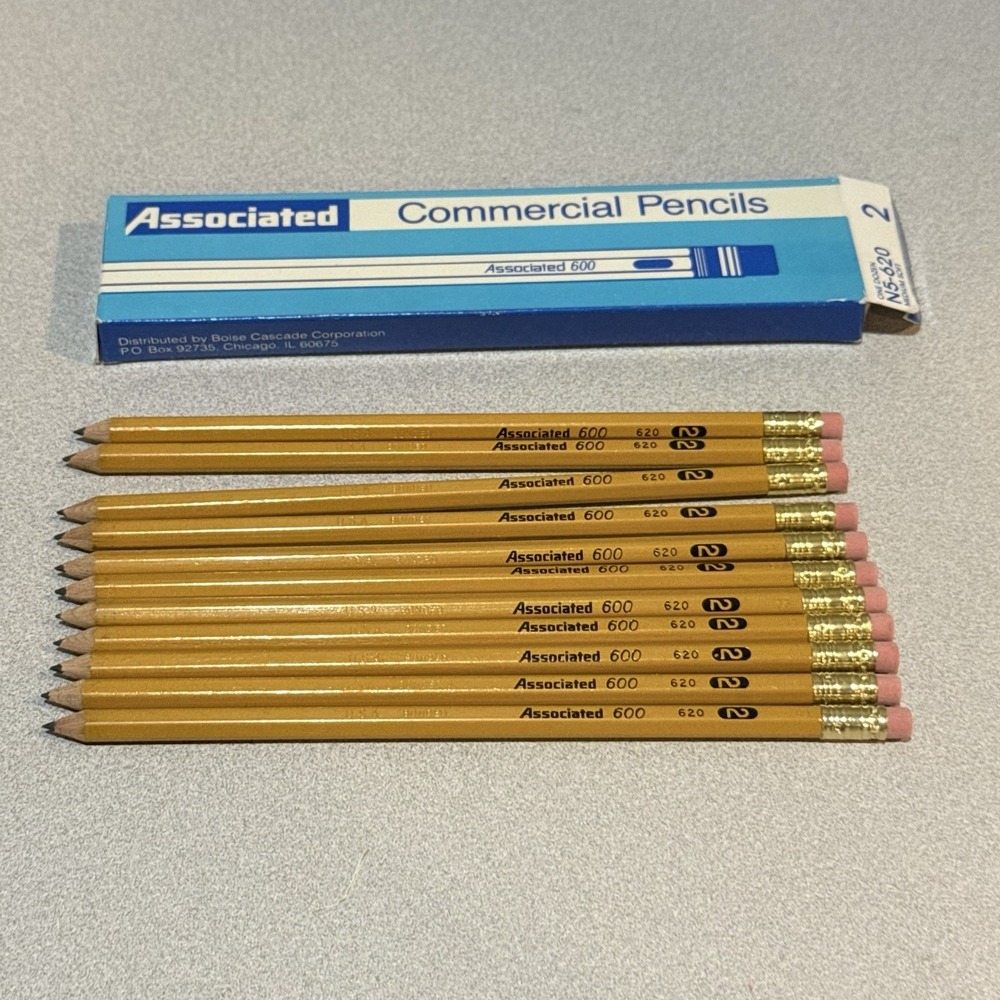 Associated Commercial Pencils
Associated 600
2
ONE DOZEN
N5-620
MEDIUM SOFT
Distributed by Boise Cascade Corporation
P.O. Box 92735, Chicago, IL 60675
Associated 600 620 2
Associated 600 620 2
Associated 600 620 2
Associated 600 620 2
Associated 600 620 2
Associated 600 620 2
Associated 600 620 2
Associated 600 620 2
Associated 600 620 2
Associated 600 620 2
U.S.A. Associated 600 620 2